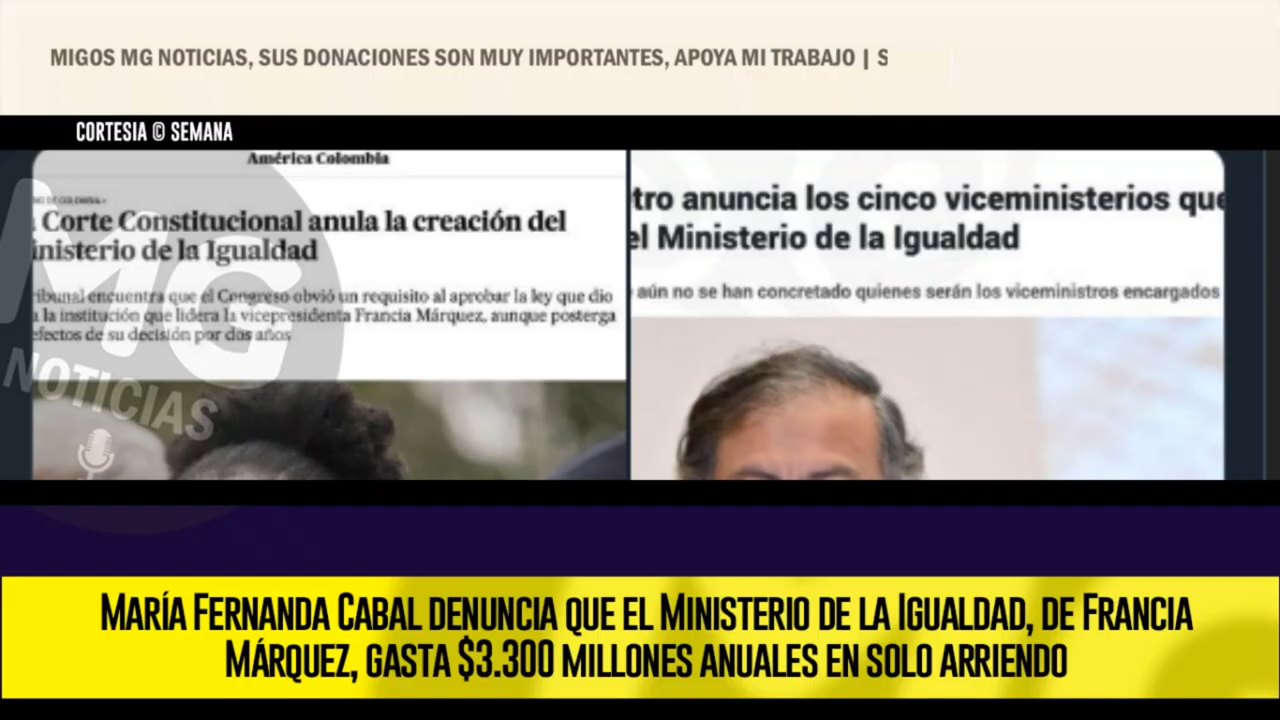 MIGOS MG NOTICIAS, SUS DONACIONES SON MUY IMPORTANTES, APOYA MI TRABAJO | S
CORTESIA © SEMANA
América Colombia
Corte Constitucional anula la creación del
inisterio de la Igualdad
ribunal encuentra que el Congreso obvió un requisito al aprobar la ley que dio
a la institución que lidera la vicepresidenta Francia Márquez, aunque posterga
efectos de su decisión por dos años
tro anuncia los cinco viceministerios que
el Ministerio de la Igualdad
aún no se han concretado quienes serán los viceministros encargados
MG
NOTICIAS
MARÍA FERNANDA CABAL DENUNCIA QUE EL MINISTERIO DE LA IGUALDAD, DE FRANCIA
MÁRQUEZ, GASTA $3.300 MILLONES ANUALES EN SOLO ARRIENDO